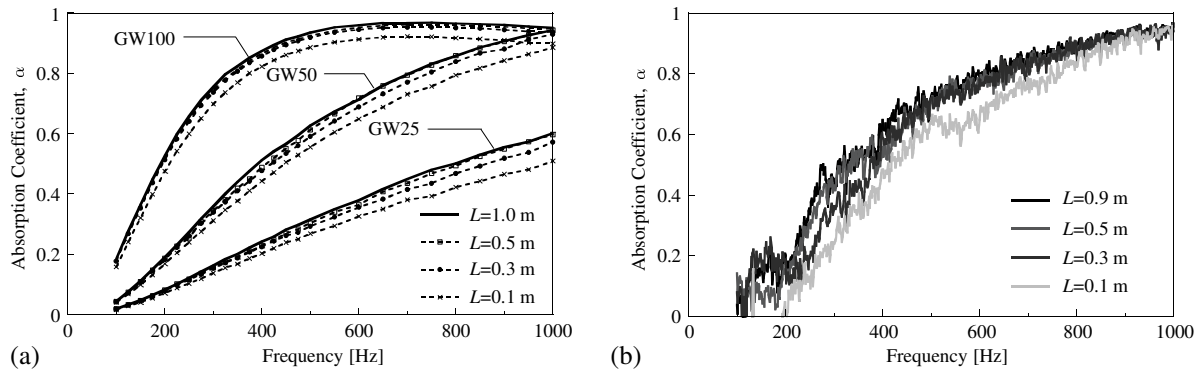 1
0.8
0.6
0.4
0.2
0
0 200 400 600 800 1000
Absorption Coefficient, α
Frequency [Hz]
GW100
GW50
GW25
L=1.0 m
L=0.5 m
L=0.3 m
L=0.1 m
(a)
1
0.8
0.6
0.4
0.2
0
0 200 400 600 800 1000
Absorption Coefficient, α
Frequency [Hz]
L=0.9 m
L=0.5 m
L=0.3 m
L=0.1 m
(b)